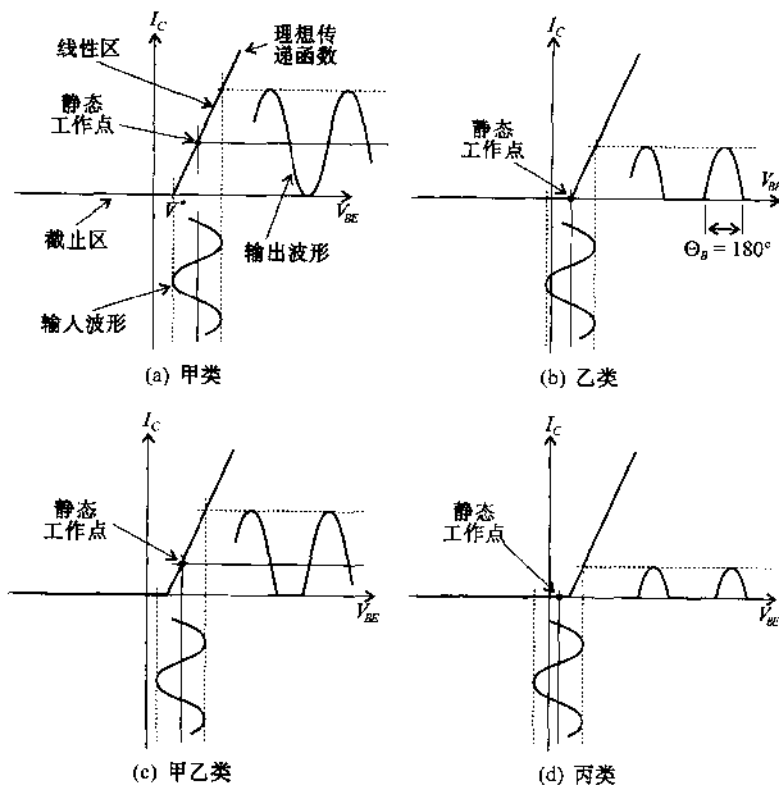 I_C
理想传
递函数
线性区
静态
工作点
V*
V_BE
截止区
输出波形
输人波形
(a) 甲类
I_C
静态
工作点
Θ_B = 180°
(b) 乙类
I_C
静态
工作点
V_BE
(c) 甲乙类
I_C
静态
工作点
V_BE
(d) 丙类